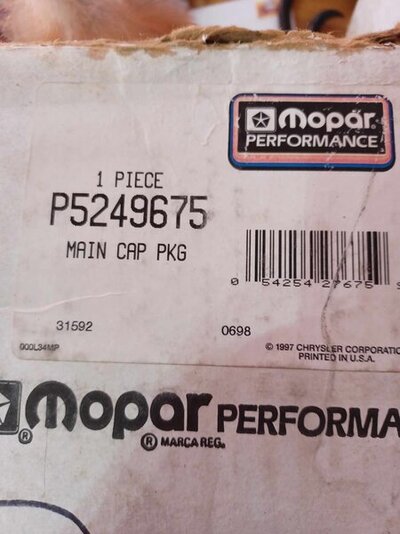 Mopar
PERFORMANCE
1 PIECE
P5249675
MAIN CAP PKG
0 54254 27675
31592
0698
000L34MP
© 1997 CHRYSLER CORPORATIO
PRINTED IN U.S.A.
mopar PERFORMA
® ® MARCA REG.